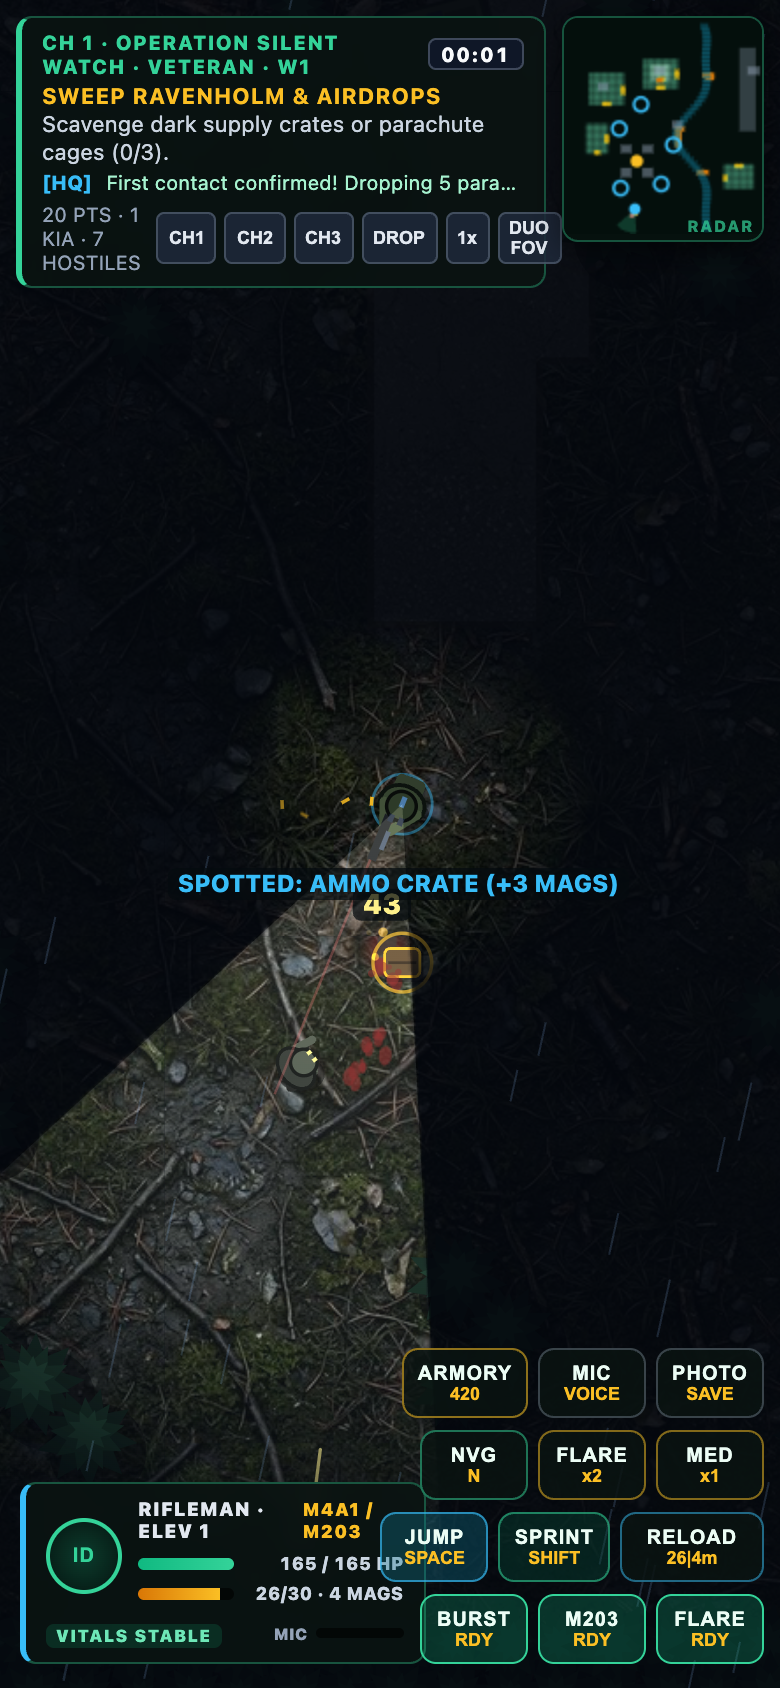 CH 1 · OPERATION SILENT
WATCH · VETERAN · W1
00:01
SWEEP RAVENHOLM & AIRDROPS
Scavenge dark supply crates or parachute
cages (0/3).
[HQ] First contact confirmed! Dropping 5 para...
20 PTS · 1
KIA · 7
HOSTILES
CH1
CH2
CH3
DROP
1x
DUO
FOV
RADAR
SPOTTED: AMMO CRATE (+3 MAGS)
43
ARMORY
420
MIC
VOICE
PHOTO
SAVE
NVG
N
FLARE
x2
MED
x1
RIFLEMAN ·
ELEV 1
M4A1 /
M203
ID
165 / 165 HP
26/30 · 4 MAGS
VITALS STABLE
MIC
JUMP
SPACE
SPRINT
SHIFT
RELOAD
26|4m
BURST
RDY
M203
RDY
FLARE
RDY